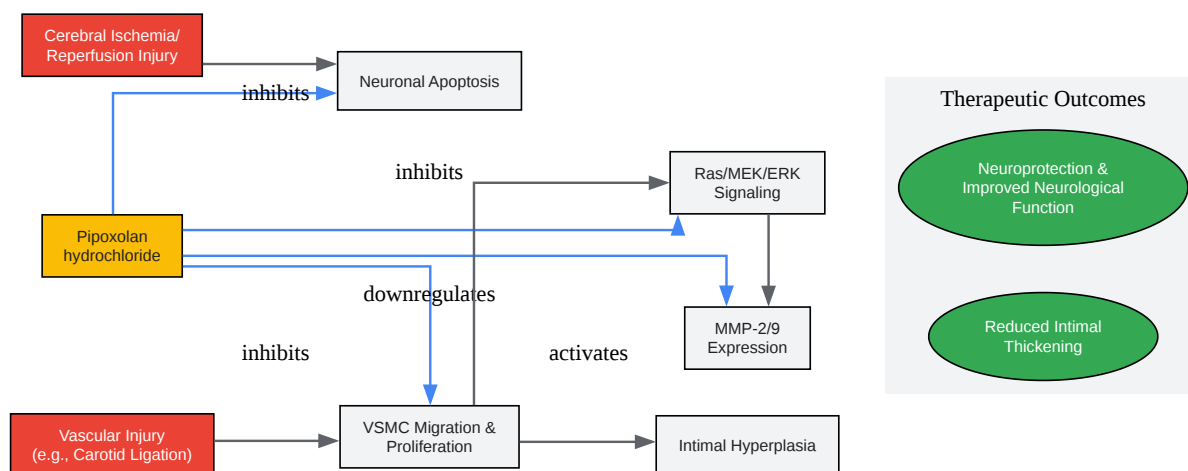 Cerebral Ischemia/
Reperfusion Injury
Neuronal Apoptosis
inhibits
Therapeutic Outcomes
Neuroprotection &
Improved Neurological
Function
inhibits
Ras/MEK/ERK
Signaling
Pipoxolan
hydrochloride
downregulates
MMP-2/9
Expression
Reduced Intimal
Thickening
inhibits
activates
Vascular Injury
(e.g., Carotid Ligation)
VSMC Migration &
Proliferation
Intimal Hyperplasia